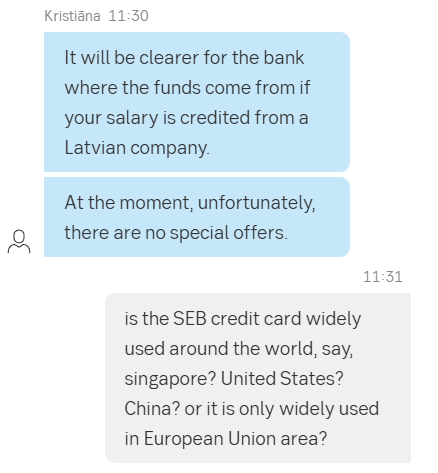 Kristiāna 11:30
It will be clearer for the bank
where the funds come from if
your salary is credited from a
Latvian company.
At the moment, unfortunately,
there are no special offers.
11:31
is the SEB credit card widely
used around the world, say,
singapore? United States?
China? or it is only widely used
in European Union area?